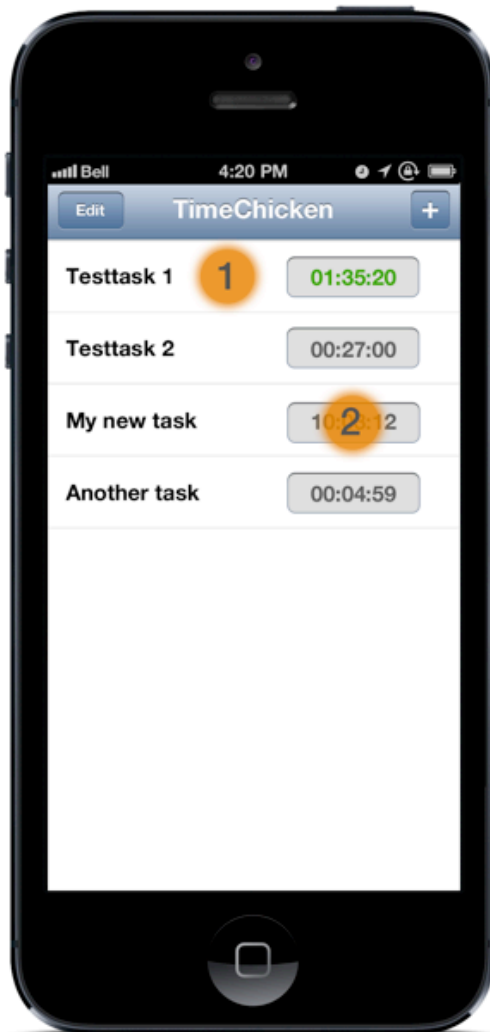 Bell 4:20 PM
Edit TimeChicken +
Testtask 1 1 01:35:20
Testtask 2 00:27:00
My new task 2
Another task 00:04:59